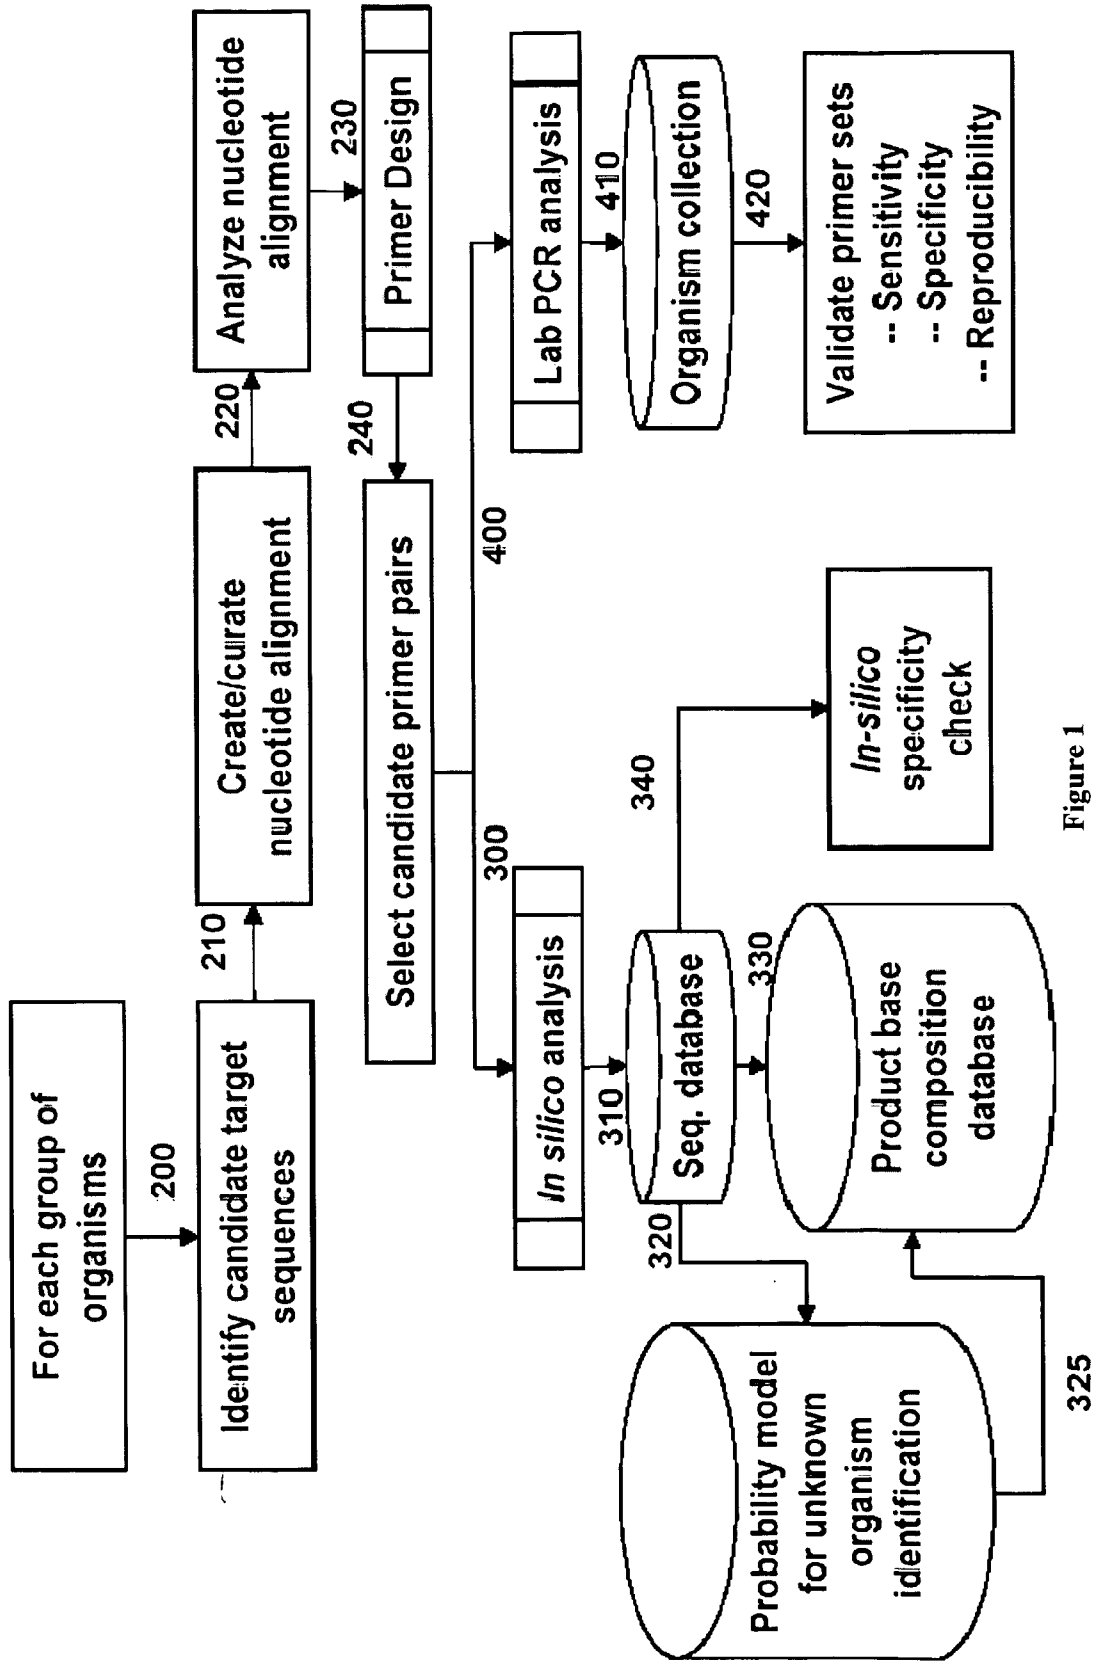 For each group of
organisms
200
Identify candidate target
sequences
210
Create/curate
nucleotide alignment
220
Analyze nucleotide
alignment
230
Primer Design
240
Select candidate primer pairs
300
400
In silico analysis
310
Seq. database
320
Probability model
for unknown
organism
identification
325
330
Product base
composition
database
340
In-silico
specificity
check
Lab PCR analysis
410
Organism collection
420
Validate primer sets
-- Sensitivity
-- Specificity
-- Reproducibility
Figure 1